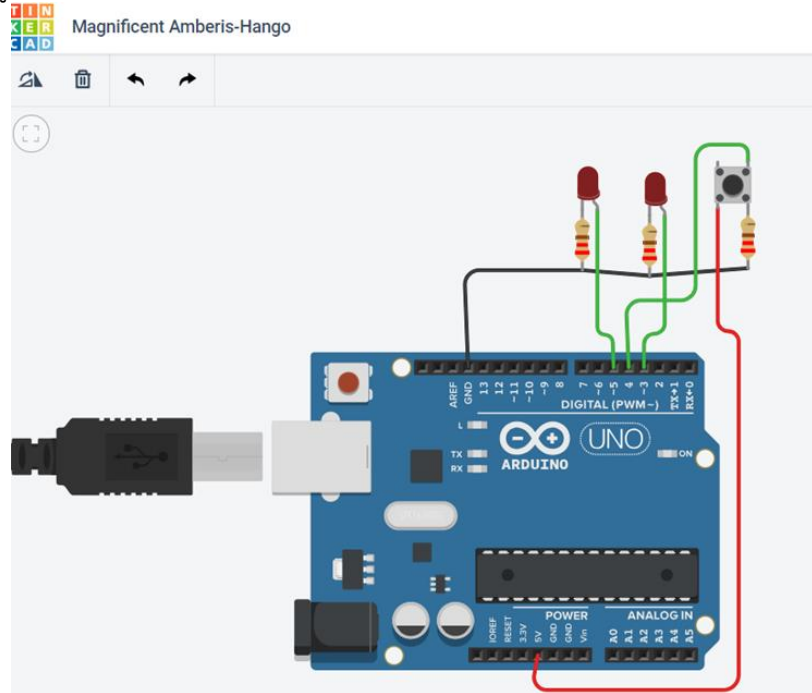 TIN
KER
CAD
Magnificent Amberis-Hango
AREF
GND
13
12
~11
~10
~9
8
7
~6
~5
4
~3
2
TX→1
RX←0
DIGITAL (PWM~)
L
TX
RX
ARDUINO
UNO
ON
POWER
ANALOG IN
IOREF
RESET
3.3V
5V
GND
GND
Vin
A0
A1
A2
A3
A4
A5